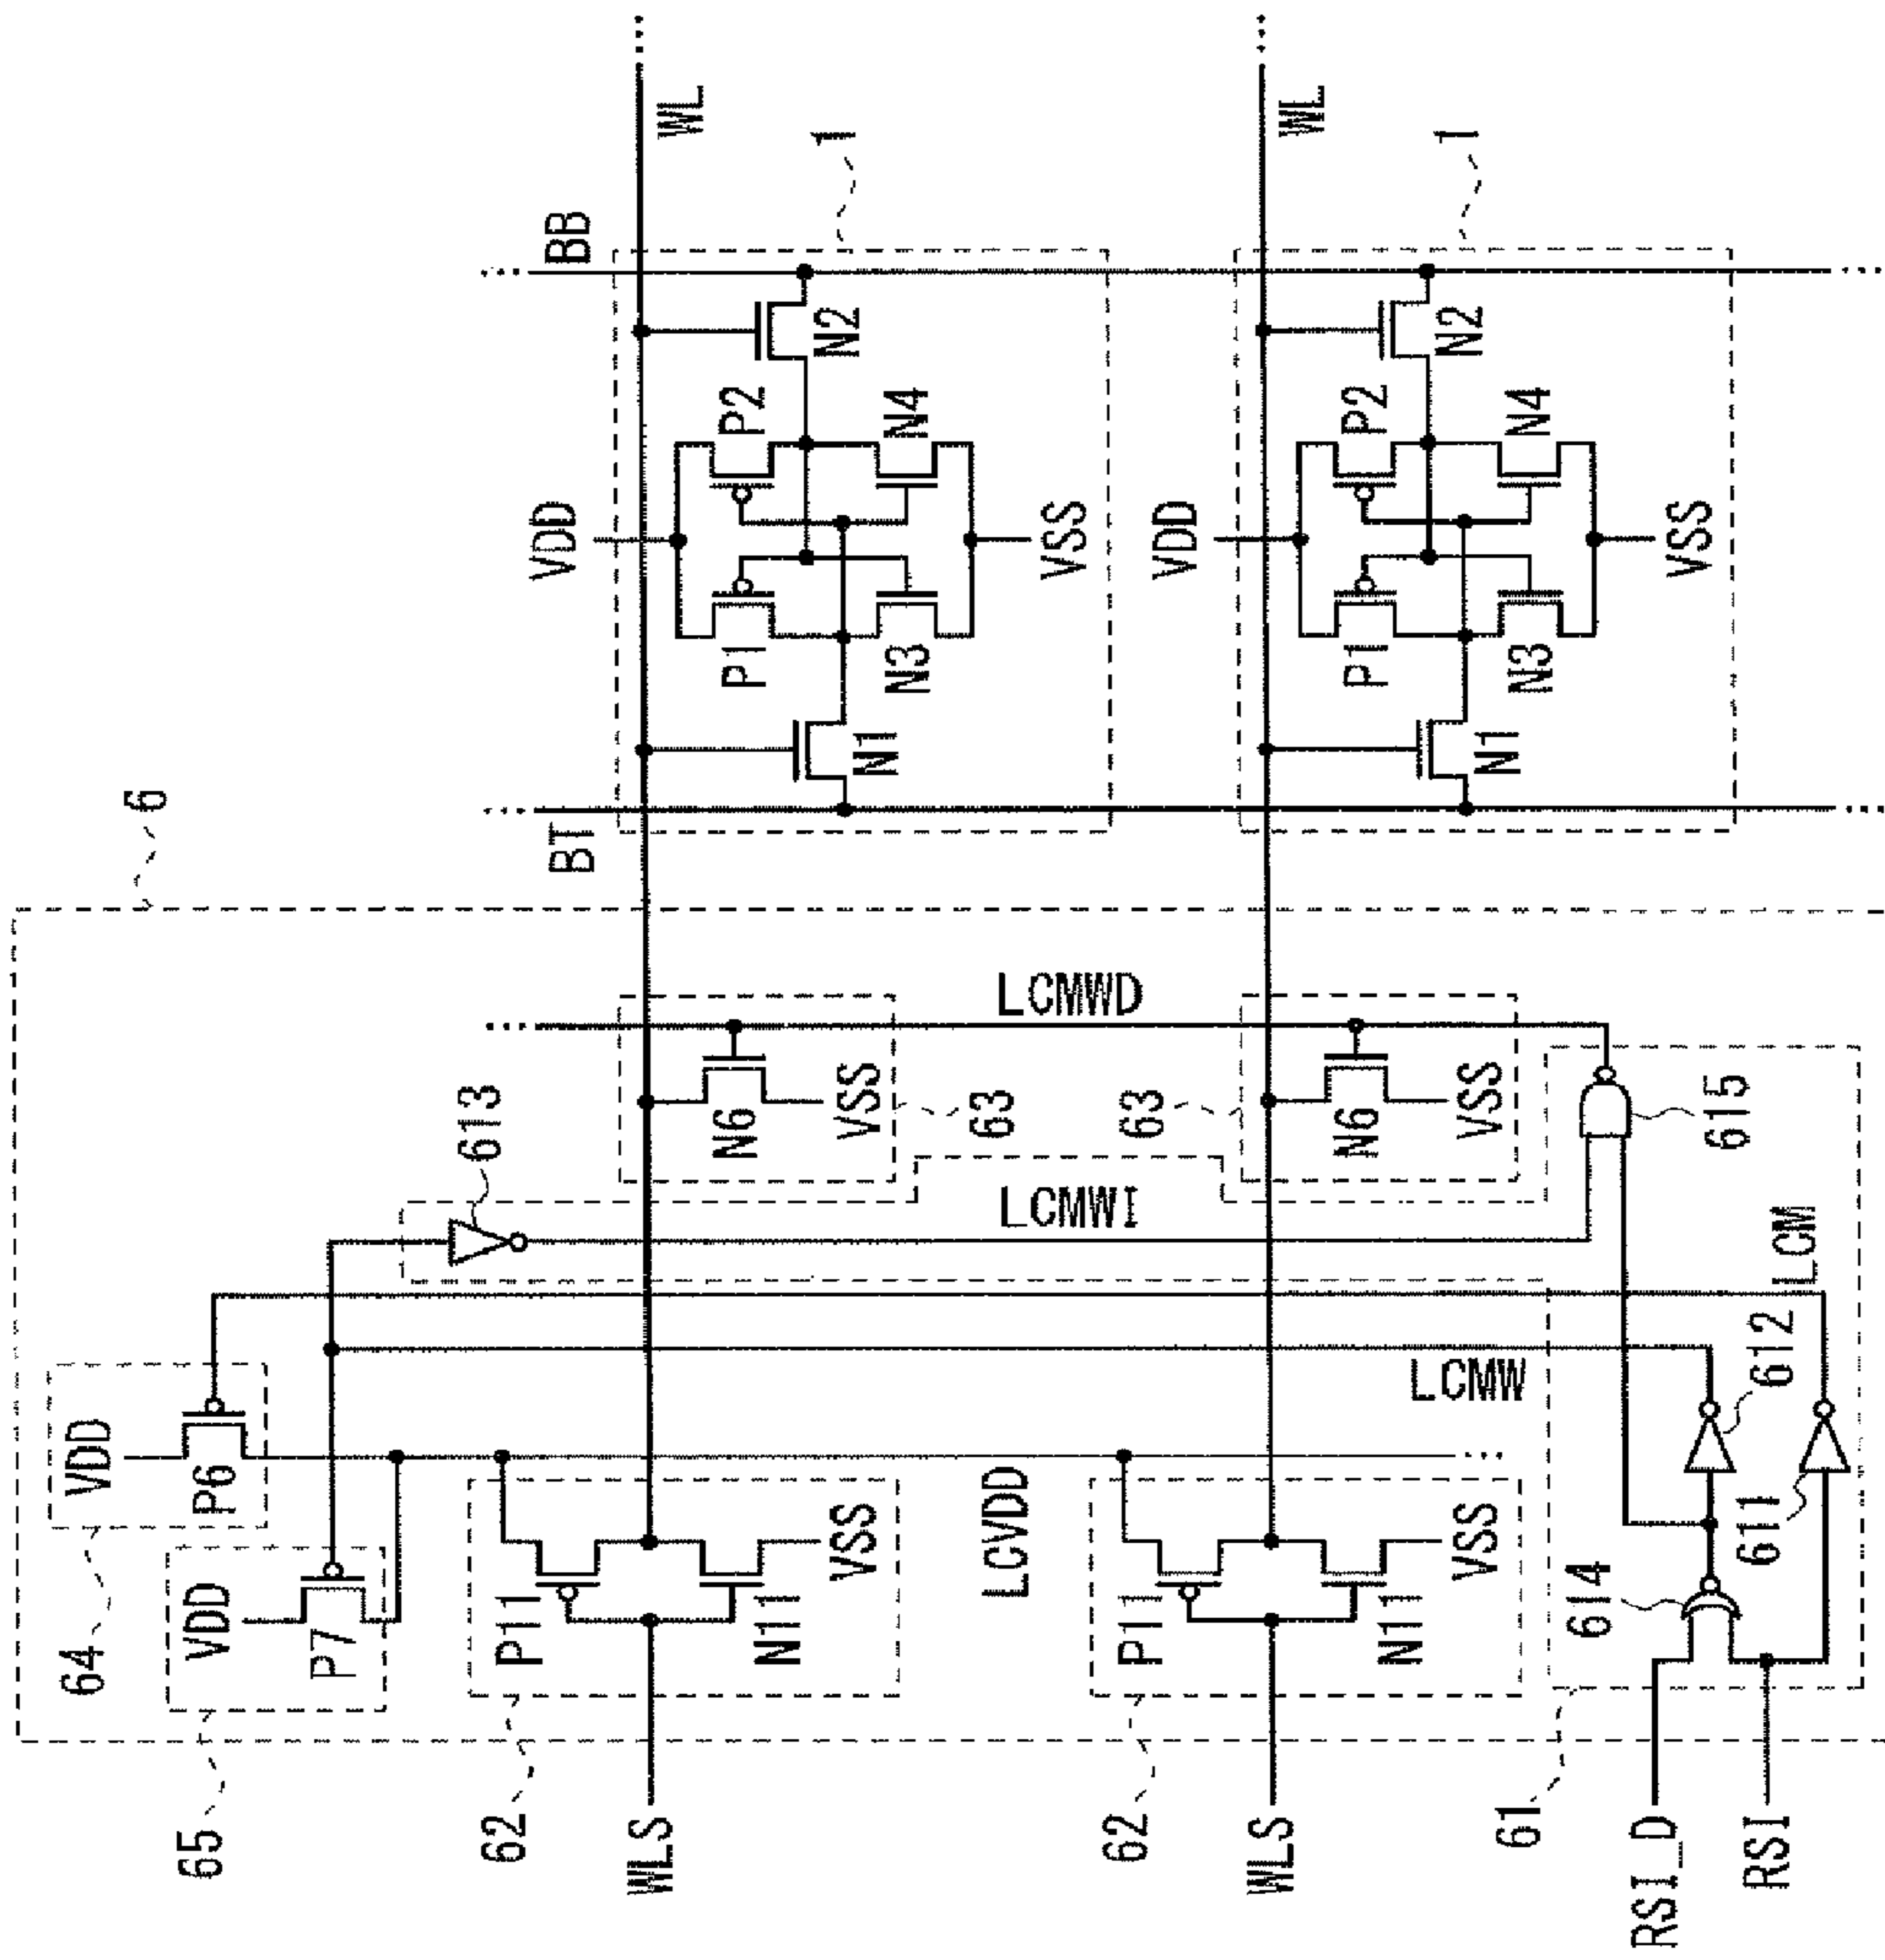 64
VDD
6
65
VDD
P6
P7
62
P11
613
BT
VDD
BB
WLS
WL
N11
N6
P1
P2
VSS
VSS
N1
N2
1
N3
N4
LCVDD
63
LCMWI
LCMWD
VSS
62
P11
63
VDD
WLS
WL
N11
N6
P1
P2
LCMW
VSS
VSS
N1
N2
1
61
N3
N4
614
RSI_D
VSS
615
611
612
RSI
LCM